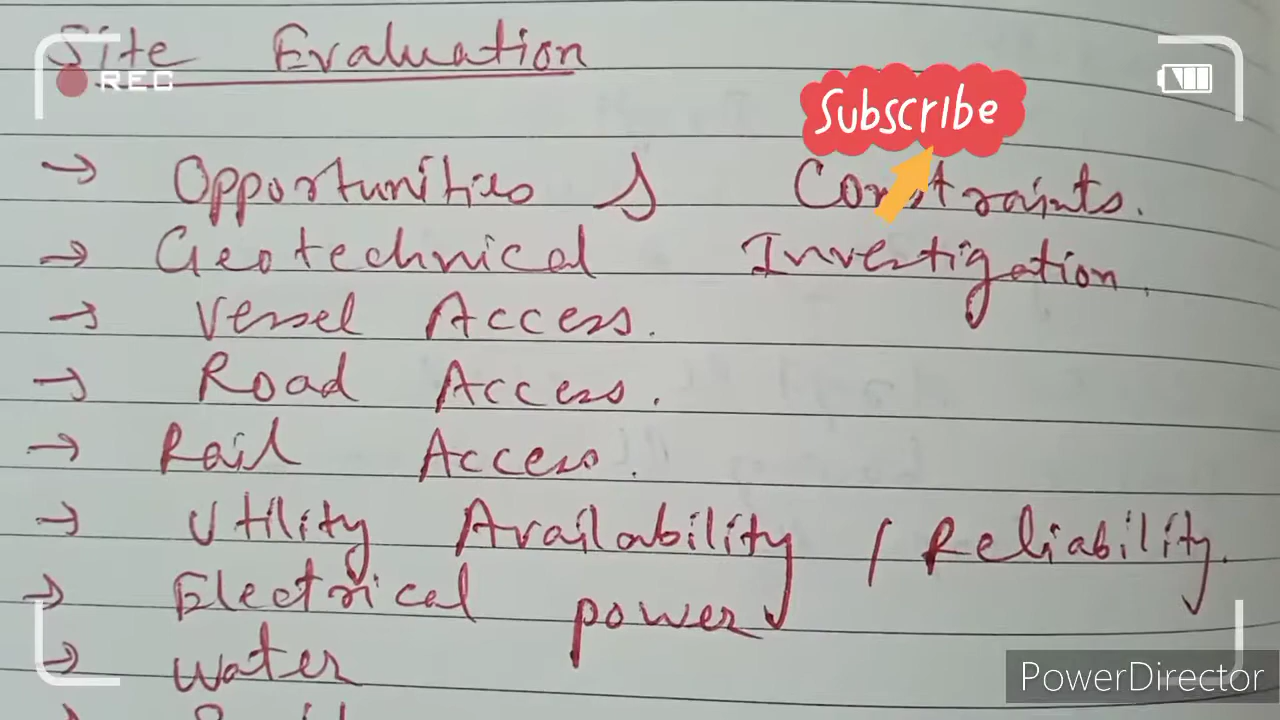 Site Evaluation
REC
Subscribe
→ Opportunities & Constraints.
→ Geotechnical Investigation.
→ Vessel Access.
→ Road Access.
→ Rail Access.
→ Utility Availability / Reliability.
→ Electrical power
→ Water
PowerDirector